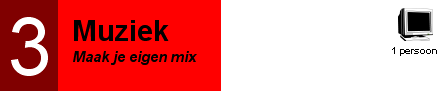 3
Muziek
Maak je eigen mix
1 persoon